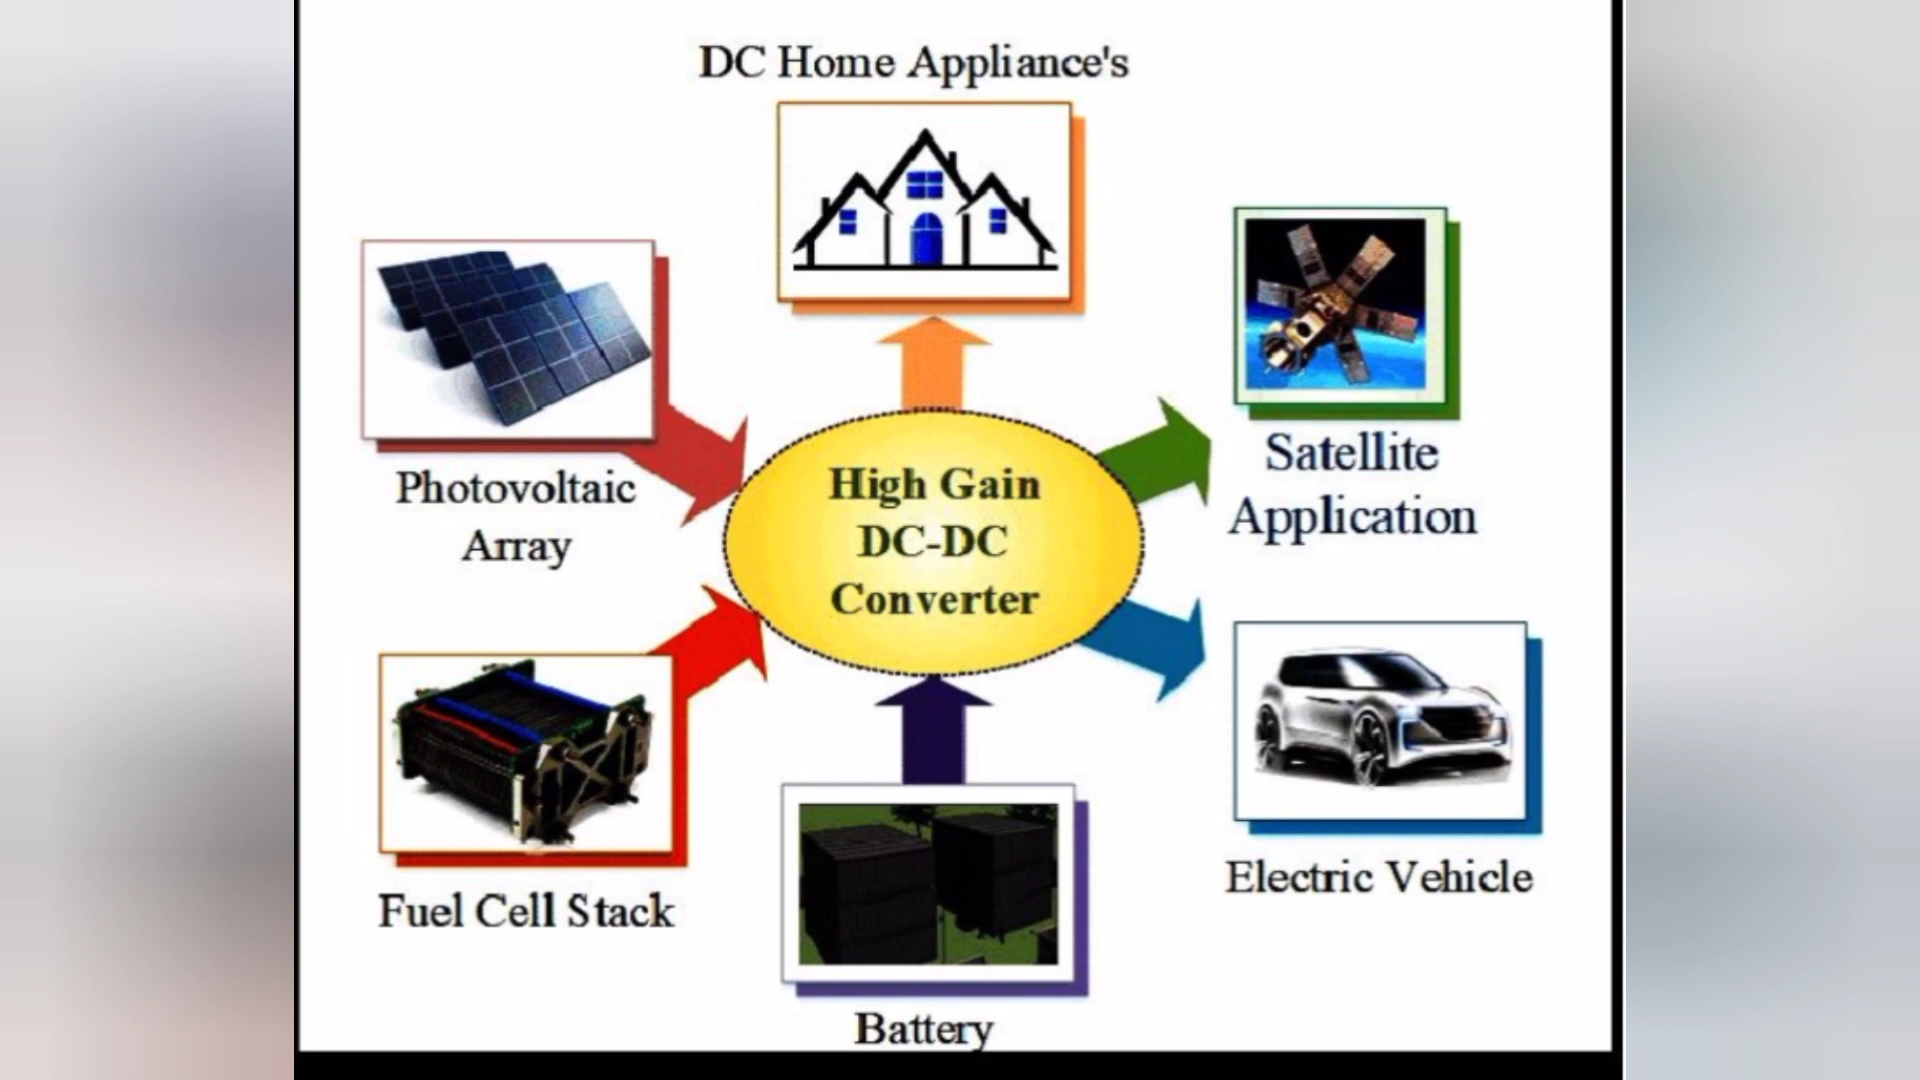 DC Home Appliance's
Photovoltaic
Array
High Gain
DC-DC
Converter
Satellite
Application
Fuel Cell Stack
Electric Vehicle
Battery